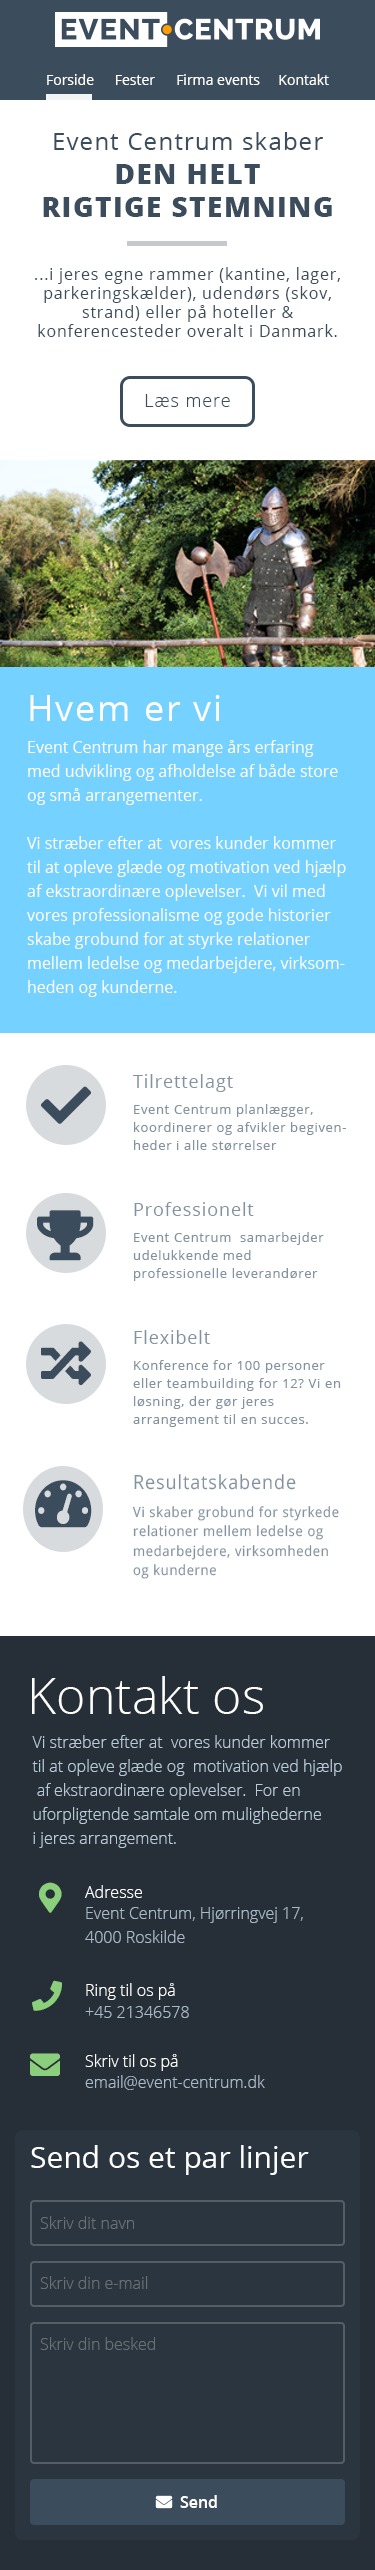 EVENT CENTRUM
Forside Fester Firma events Kontakt
Event Centrum skaber
DEN HELT
RIGTIGE STEMNING
...i jeres egne rammer (kantine, lager,
parkeringskælder), udendørs (skov,
strand) eller på hoteller &
konferencesteder overalt i Danmark.
Læs mere
Hvem er vi
Event Centrum har mange års erfaring
med udvikling og afholdelse af både store
og små arrangementer.
Vi stræber efter at  vores kunder kommer
til at opleve glæde og motivation ved hjælp
af ekstraordinære oplevelser.  Vi vil med
vores professionalisme og gode historier
skabe grobund for at styrke relationer
mellem ledelse og medarbejdere, virksom-
heden og kunderne.
Tilrettelagt
Event Centrum planlægger,
koordinerer og afvikler begiven-
heder i alle størrelser
Professionelt
Event Centrum  samarbejder
udelukkende med
professionelle leverandører
Flexibelt
Konference for 100 personer
eller teambuilding for 12? Vi en
løsning, der gør jeres
arrangement til en succes.
Resultatskabende
Vi skaber grobund for styrkede
relationer mellem ledelse og
medarbejdere, virksomheden
og kunderne
Kontakt os
Vi stræber efter at  vores kunder kommer
til at opleve glæde og  motivation ved hjælp
af ekstraordinære oplevelser.  For en
uforpligtende samtale om mulighederne
i jeres arrangement.
Adresse
Event Centrum, Hjørringvej 17,
4000 Roskilde
Ring til os på
+45 21346578
Skriv til os på
email@event-centrum.dk
Send os et par linjer
Skriv dit navn
Skriv din e-mail
Skriv din besked
Send